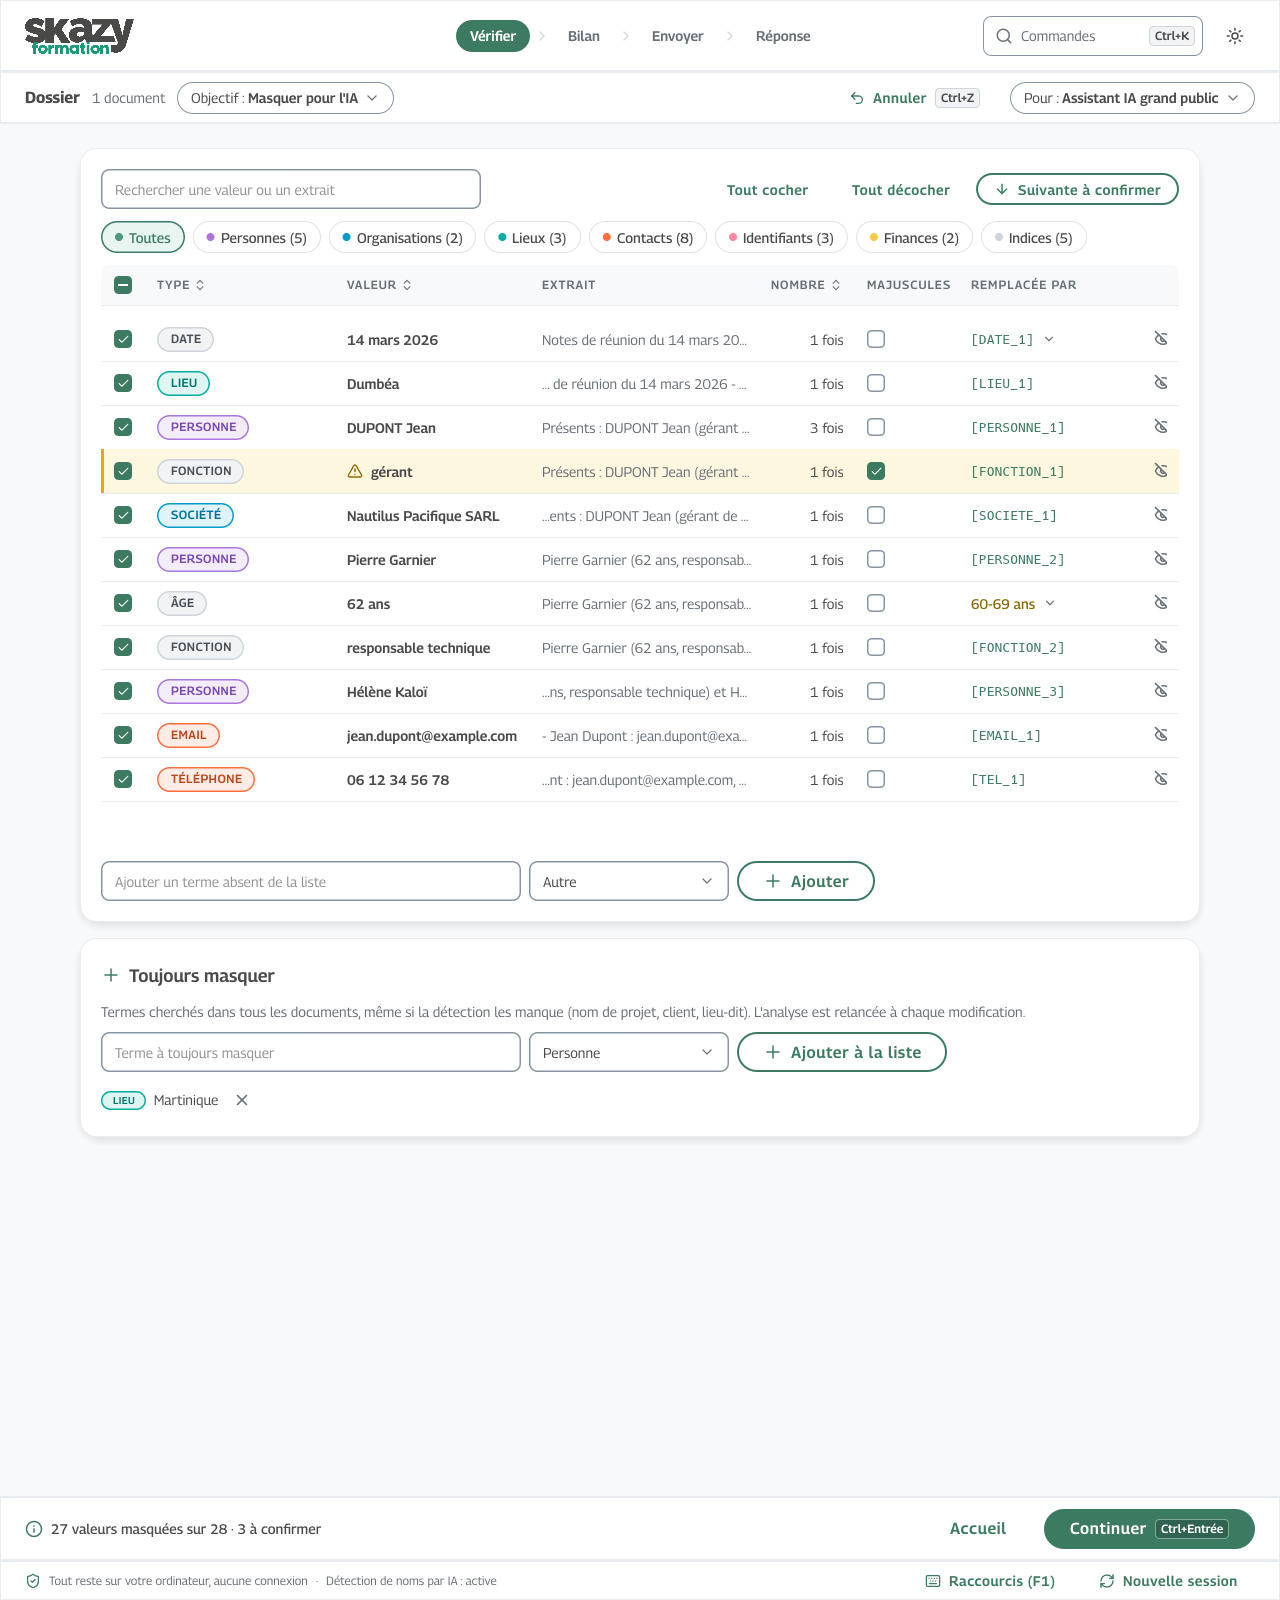 skazy
formation
Vérifier
Bilan
Envoyer
Réponse
Commandes
Ctrl+K
Dossier
1 document
Objectif : Masquer pour l'IA
Annuler
Ctrl+Z
Pour : Assistant IA grand public
Rechercher une valeur ou un extrait
Tout cocher
Tout décocher
Suivante à confirmer
Toutes
Personnes (5)
Organisations (2)
Lieux (3)
Contacts (8)
Identifiants (3)
Finances (2)
Indices (5)
TYPE VALEUR EXTRAIT NOMBRE MAJUSCULES REMPLACÉE PAR
DATE 14 mars 2026 Notes de réunion du 14 mars 20... 1 fois [DATE_1]
LIEU Dumbéa ... de réunion du 14 mars 2026 - ... 1 fois [LIEU_1]
PERSONNE DUPONT Jean Présents : DUPONT Jean (gérant ... 3 fois [PERSONNE_1]
FONCTION gérant Présents : DUPONT Jean (gérant ... 1 fois [FONCTION_1]
SOCIÉTÉ Nautilus Pacifique SARL ...ents : DUPONT Jean (gérant de ... 1 fois [SOCIETE_1]
PERSONNE Pierre Garnier Pierre Garnier (62 ans, responsab... 1 fois [PERSONNE_2]
ÂGE 62 ans Pierre Garnier (62 ans, responsab... 1 fois 60-69 ans
FONCTION responsable technique Pierre Garnier (62 ans, responsab... 1 fois [FONCTION_2]
PERSONNE Hélène Kaloï ...ns, responsable technique) et H... 1 fois [PERSONNE_3]
EMAIL jean.dupont@example.com - Jean Dupont : jean.dupont@exa... 1 fois [EMAIL_1]
TÉLÉPHONE 06 12 34 56 78 ...nt : jean.dupont@example.com, ... 1 fois [TEL_1]
Ajouter un terme absent de la liste
Autre
Ajouter
Toujours masquer
Termes cherchés dans tous les documents, même si la détection les manque (nom de projet, client, lieu-dit). L'analyse est relancée à chaque modification.
Terme à toujours masquer
Personne
Ajouter à la liste
LIEU Martinique
27 valeurs masquées sur 28 · 3 à confirmer
Accueil
Continuer
Ctrl+Entrée
Tout reste sur votre ordinateur, aucune connexion · Détection de noms par IA : active
Raccourcis (F1)
Nouvelle session